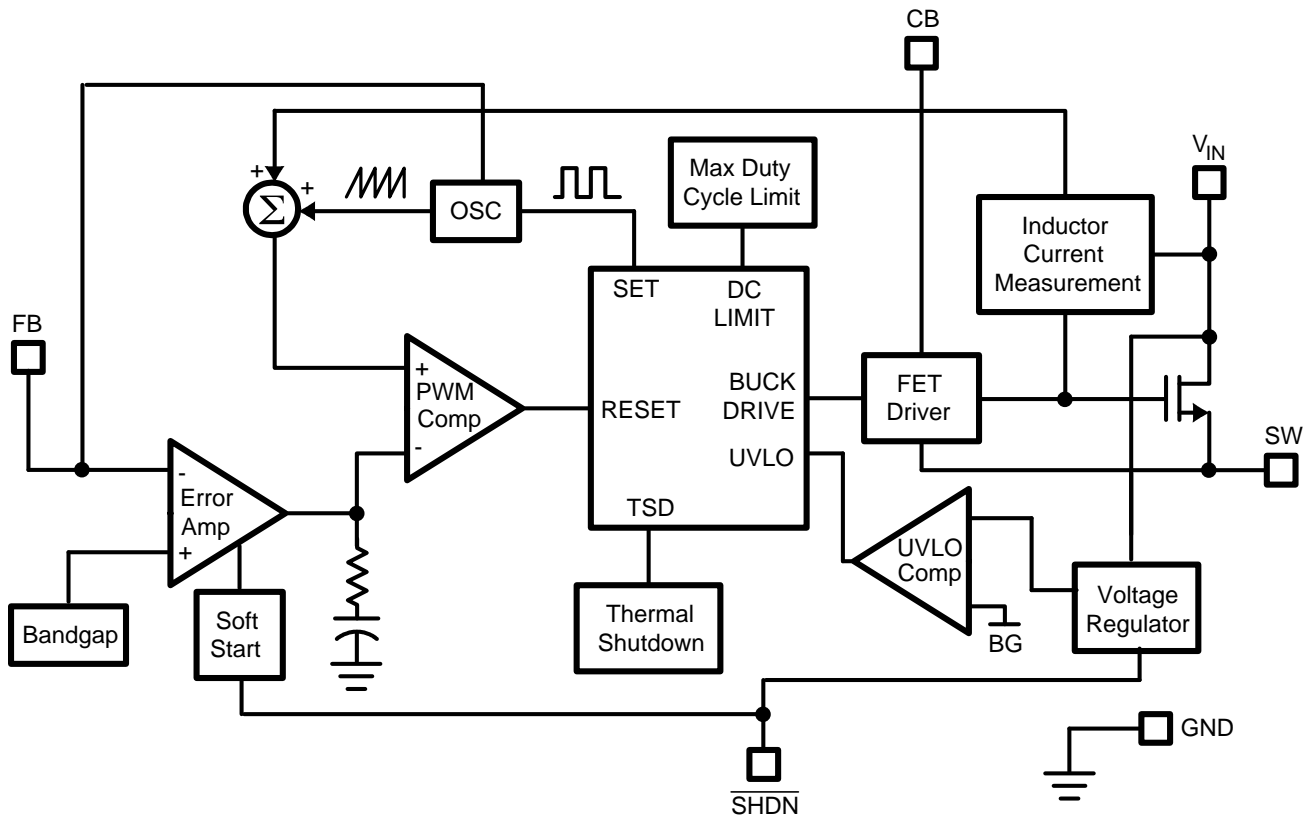 CB
V_IN
+
+
Σ
OSC
Max Duty
Cycle Limit
Inductor
Current
Measurement
SET
DC
LIMIT
FB
+
PWM
Comp
-
RESET
BUCK
DRIVE
FET
Driver
UVLO
SW
-
Error
Amp
+
TSD
UVLO
Comp
Bandgap
Soft
Start
Thermal
Shutdown
BG
Voltage
Regulator
GND
SHDN